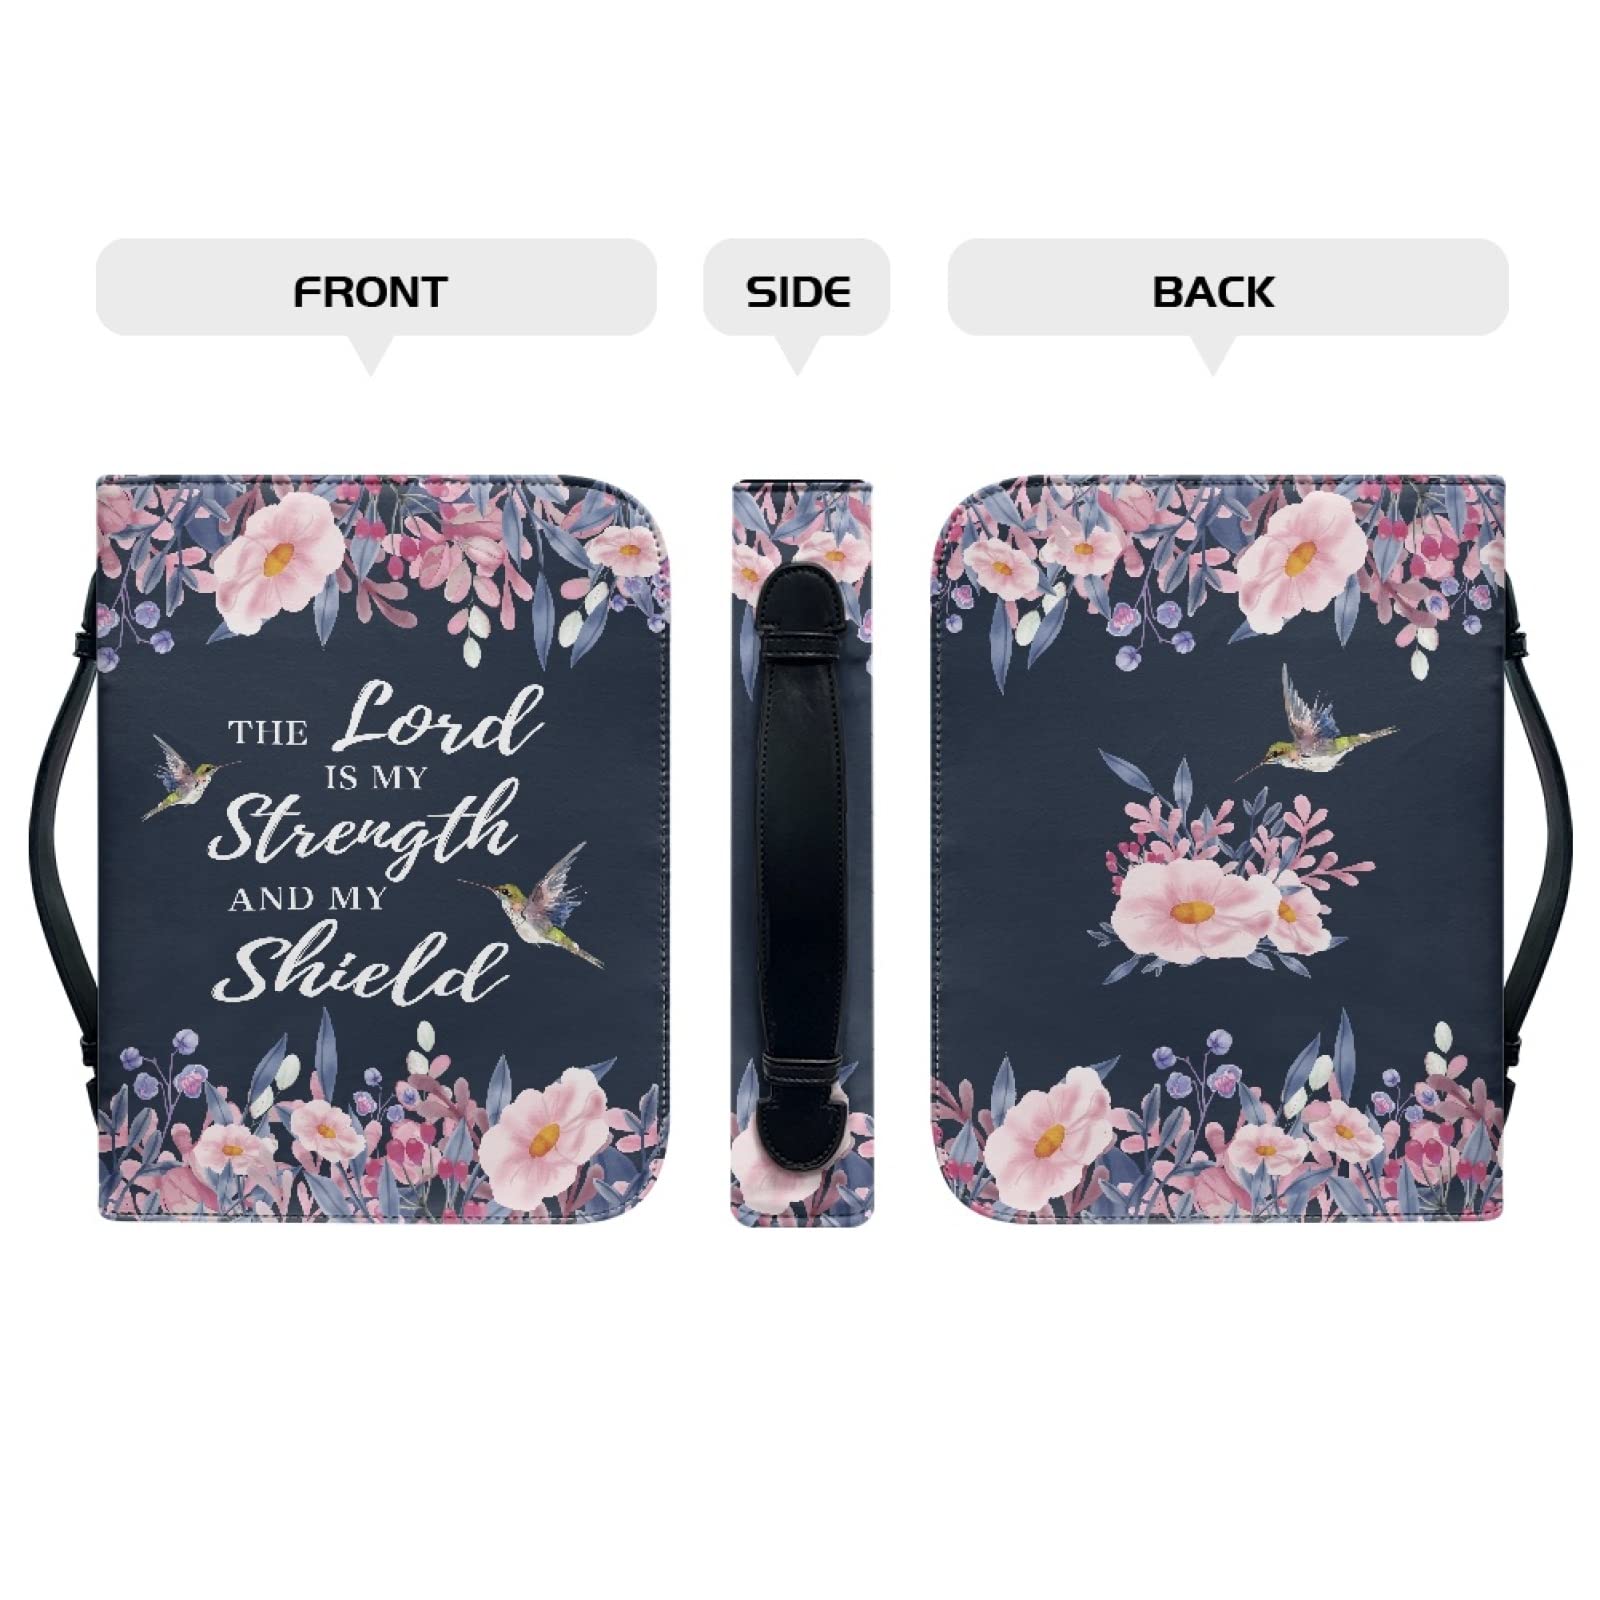 FRONT
SIDE
BACK
THE Lord
IS MY
Strength
AND MY
Shield